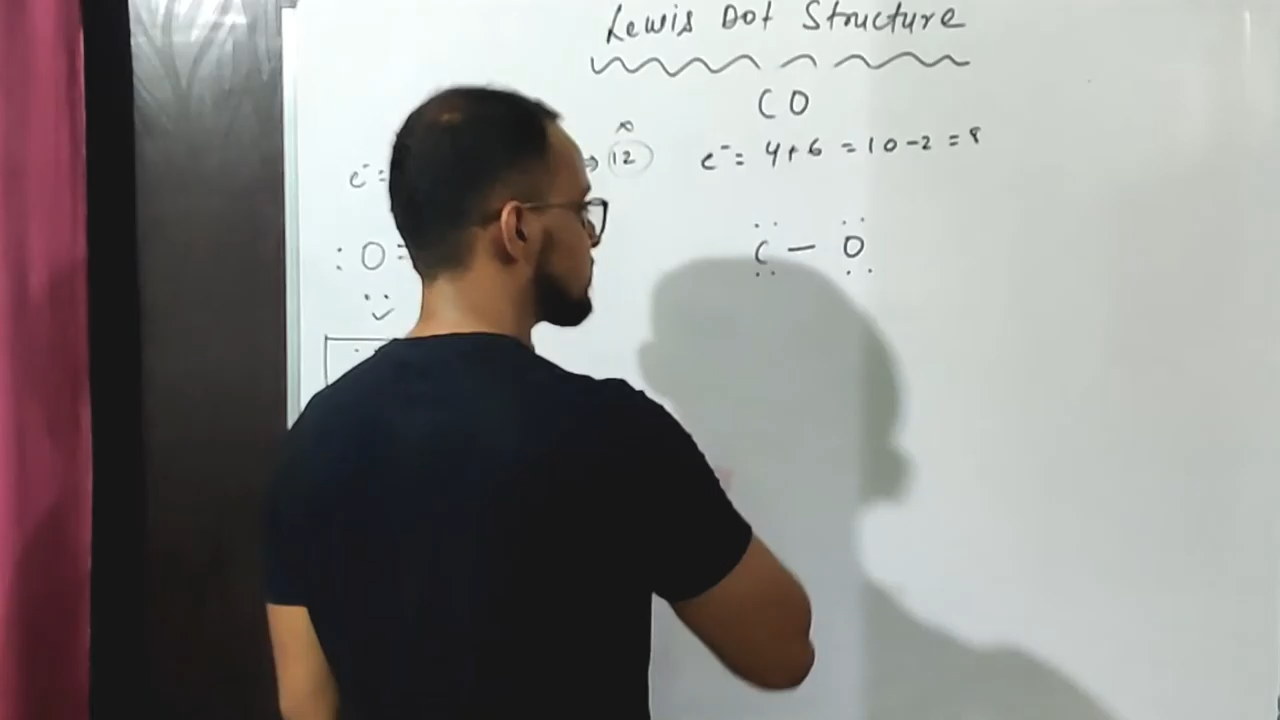 Lewis Dot Structure
CO
e⁻ =
→ 12
e⁻ = 4+6 = 10-2 = 8
: O =
C – O